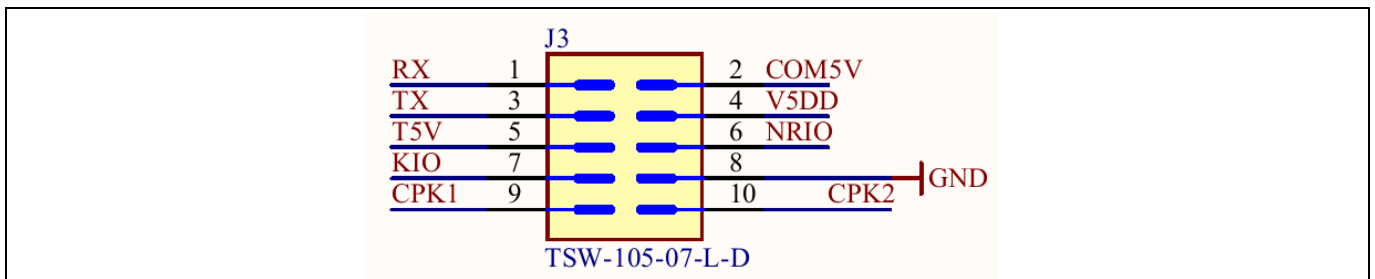 J3
RX 1 2 COM5V
TX 3 4 V5DD
T5V 5 6 NRIO
KIO 7 8 GND
CPK1 9 10 CPK2
TSW-105-07-L-D